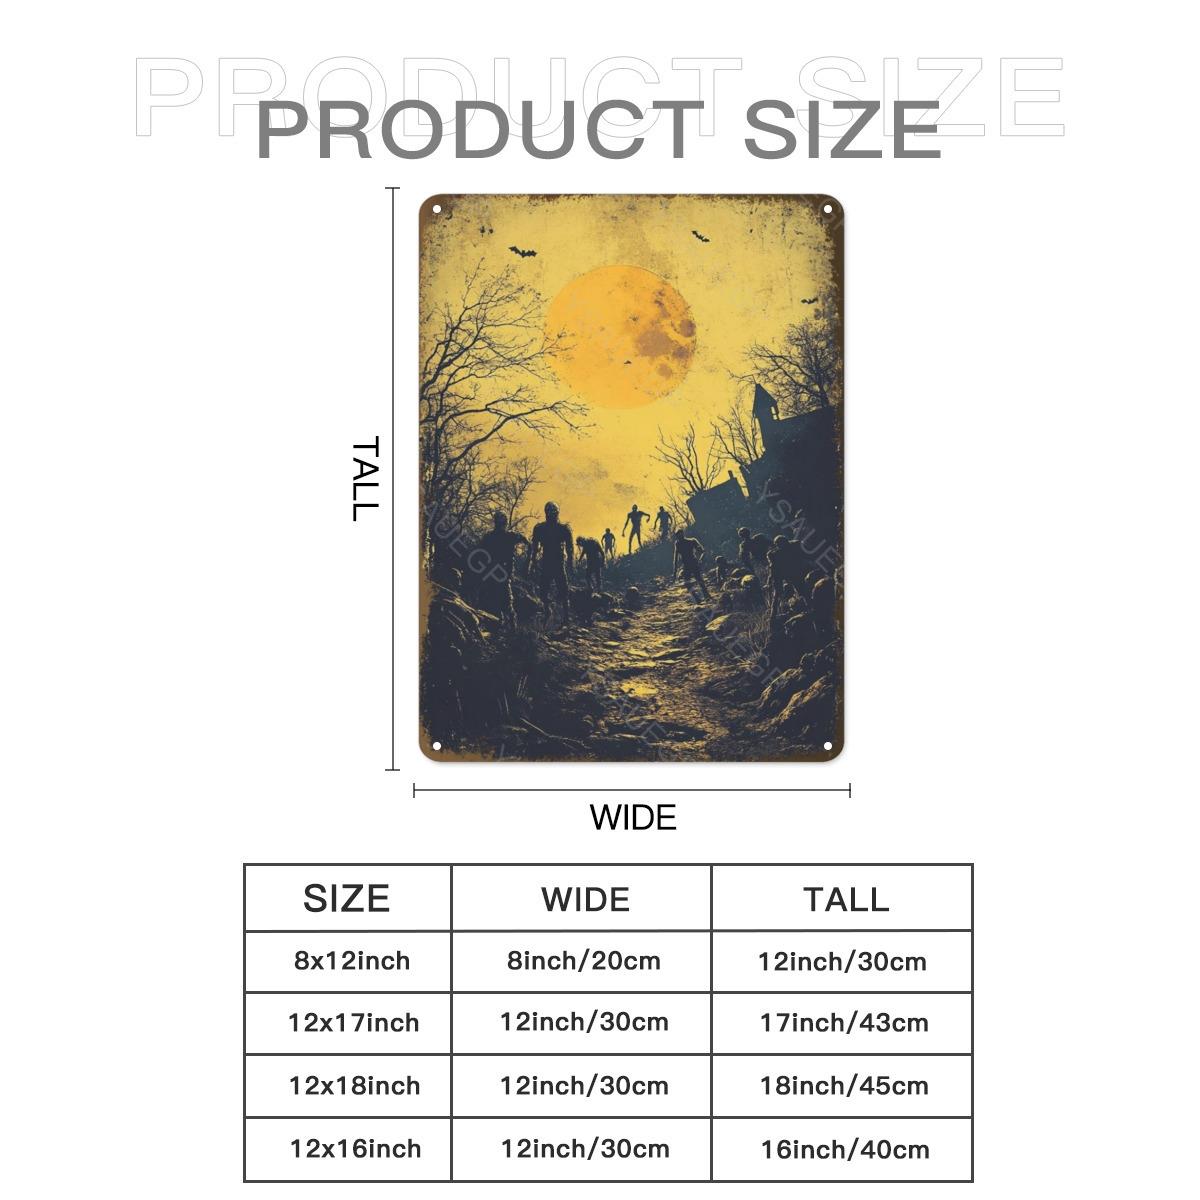 PRODUCT SIZE
PRODUCT SIZE
TALL
YSAUEGP
WIDE
SIZE WIDE TALL
8x12inch 8inch/20cm 12inch/30cm
12x17inch 12inch/30cm 17inch/43cm
12x18inch 12inch/30cm 18inch/45cm
12x16inch 12inch/30cm 16inch/40cm